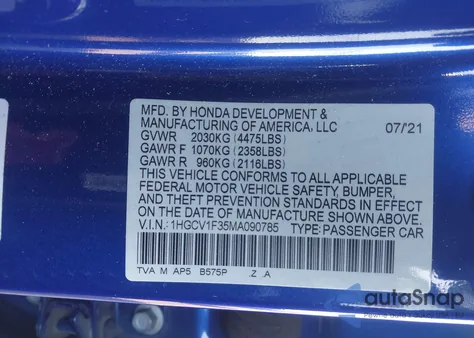 MFD. BY HONDA DEVELOPMENT &
MANUFACTURING OF AMERICA, LLC 07/'21
GVWR 2030KG (4475LBS)
GAWR F 1070KG (2358LBS)
GAWR R 960KG (2116LBS)
THIS VEHICLE CONFORMS TO ALL APPLICABLE
FEDERAL MOTOR VEHICLE SAFETY, BUMPER,
AND THEFT PREVENTION STANDARDS IN EFFECT
ON THE DATE OF MANUFACTURE SHOWN ABOVE.
V.I.N.: 1HGCV1F35MA090785 TYPE: PASSENGER CAR
TVA M AP5 B575P .Z .A
autoSnap